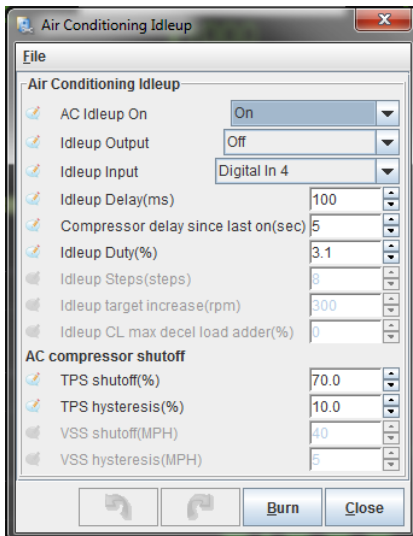 Air Conditioning Idleup
File
Air Conditioning Idleup
AC Idleup On On
Idleup Output Off
Idleup Input Digital In 4
Idleup Delay(ms) 100
Compressor delay since last on(sec) 5
Idleup Duty(%) 3.1
Idleup Steps(steps) 8
Idleup target increase(rpm) 300
Idleup CL max decel load adder(%) 0
AC compressor shutoff
TPS shutoff(%) 70.0
TPS hysteresis(%) 10.0
VSS shutoff(MPH) 40
VSS hysteresis(MPH) 5
Burn Close